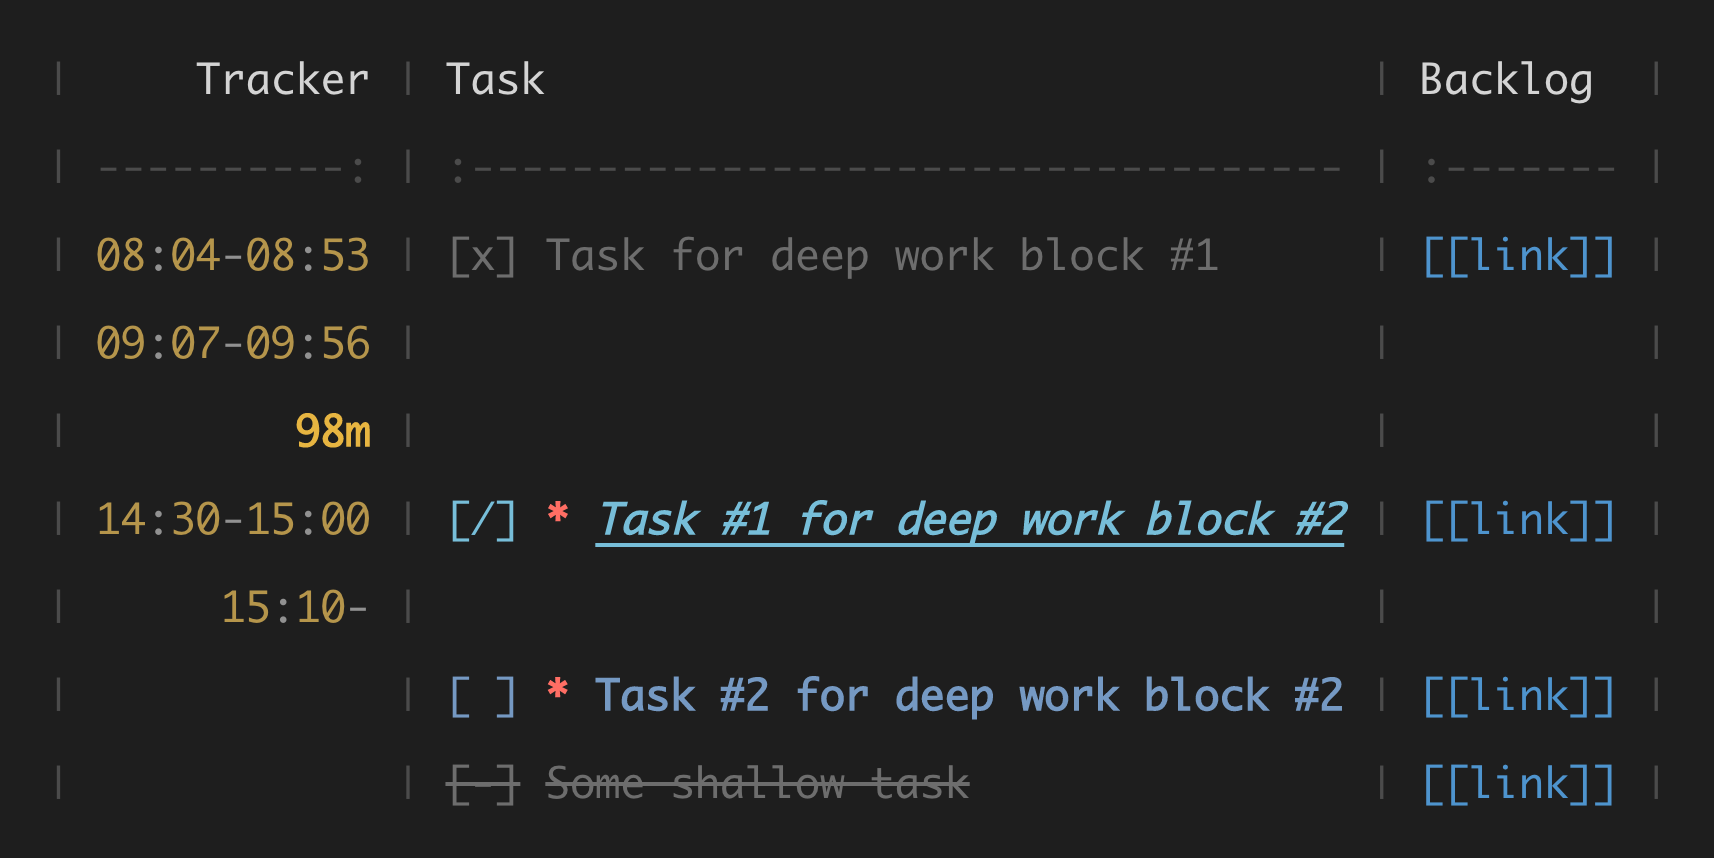 |     Tracker | Task                                | Backlog  |
| ----------: | :----------------------------------- | :------- |
| 08:04-08:53 | [x] Task for deep work block #1      | [[link]] |
| 09:07-09:56 |                                      |          |
|         98m |                                      |          |
| 14:30-15:00 | [/] * Task #1 for deep work block #2 | [[link]] |
|      15:10- |                                      |          |
|             | [ ] * Task #2 for deep work block #2 | [[link]] |
|             | [-] Some shallow task                | [[link]] |